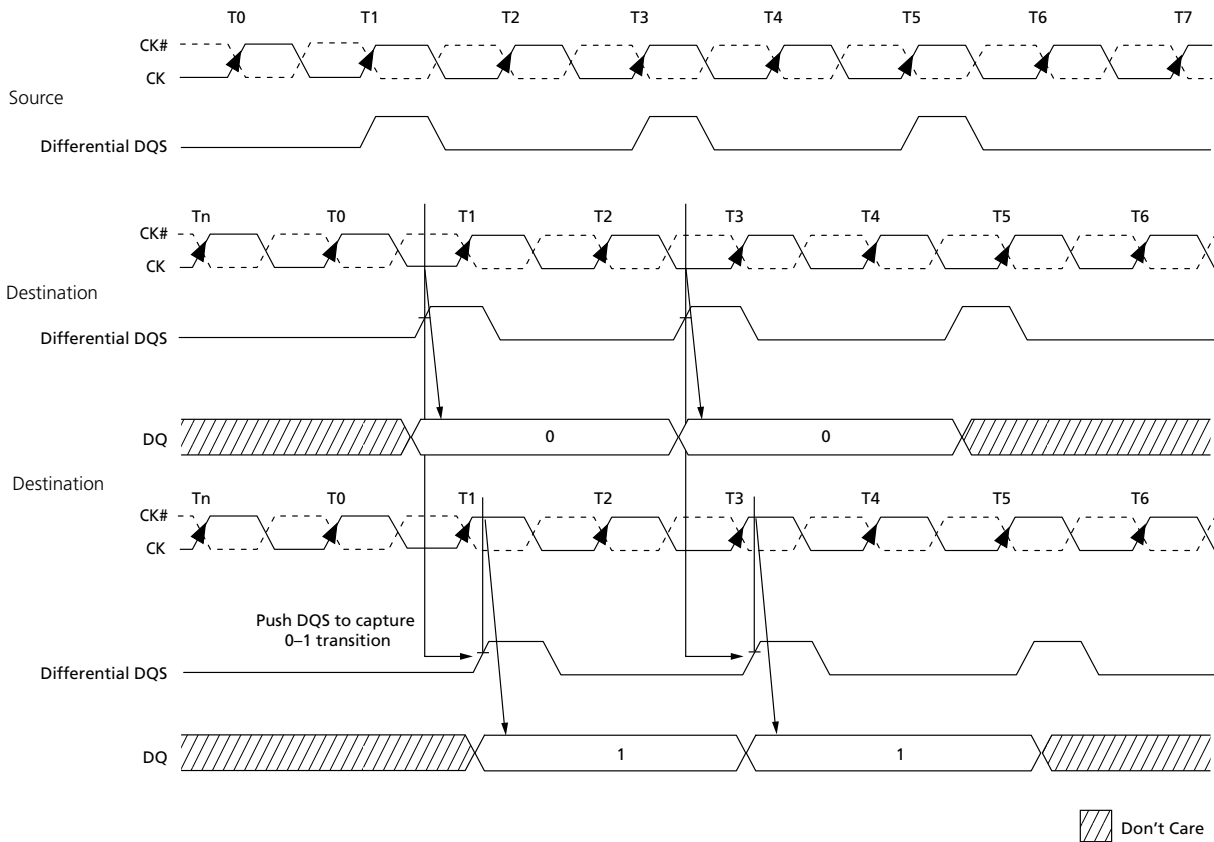 T0 T1 T2 T3 T4 T5 T6 T7
CK#
CK
Source
Differential DQS
Tn T0 T1 T2 T3 T4 T5 T6
CK#
CK
Destination
Differential DQS
DQ 0 0
Destination
Tn T0 T1 T2 T3 T4 T5 T6
CK#
CK
Push DQS to capture
0–1 transition
Differential DQS
DQ 1 1
Don't Care